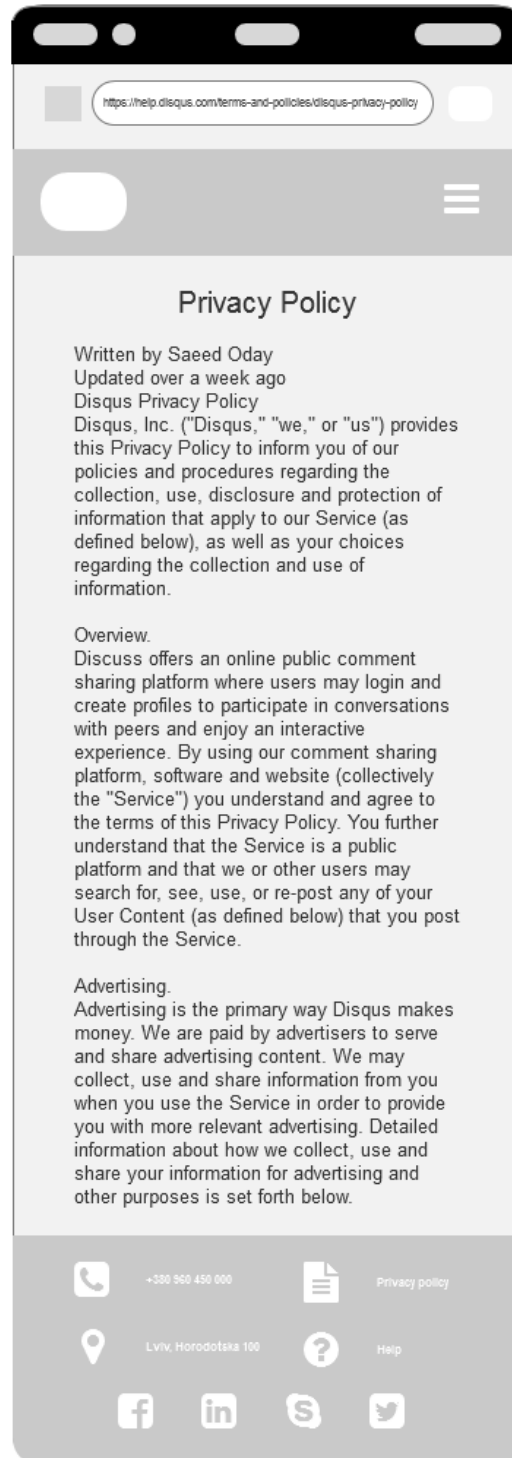 https://help.disqus.com/terms-and-policies/disqus-privacy-policy
Privacy Policy
Written by Saeed Oday
Updated over a week ago
Disqus Privacy Policy
Disqus, Inc. ("Disqus," "we," or "us") provides
this Privacy Policy to inform you of our
policies and procedures regarding the
collection, use, disclosure and protection of
information that apply to our Service (as
defined below), as well as your choices
regarding the collection and use of
information.
Overview.
Discuss offers an online public comment
sharing platform where users may login and
create profiles to participate in conversations
with peers and enjoy an interactive
experience. By using our comment sharing
platform, software and website (collectively
the "Service") you understand and agree to
the terms of this Privacy Policy. You further
understand that the Service is a public
platform and that we or other users may
search for, see, use, or re-post any of your
User Content (as defined below) that you post
through the Service.
Advertising.
Advertising is the primary way Disqus makes
money. We are paid by advertisers to serve
and share advertising content. We may
collect, use and share information from you
when you use the Service in order to provide
you with more relevant advertising. Detailed
information about how we collect, use and
share your information for advertising and
other purposes is set forth below.
+380 960 450 000
Privacy policy
Lviv, Horodotska 100
Help